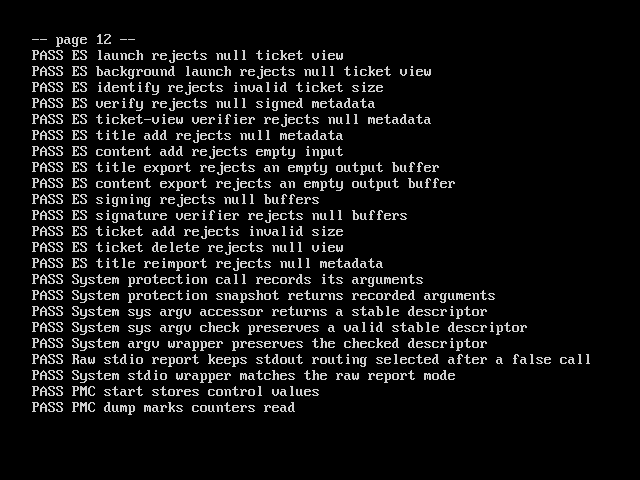 -- page 12 --
PASS ES launch rejects null ticket view
PASS ES background launch rejects null ticket view
PASS ES identify rejects invalid ticket size
PASS ES verify rejects null signed metadata
PASS ES ticket-view verifier rejects null metadata
PASS ES title add rejects null metadata
PASS ES content add rejects empty input
PASS ES title export rejects an empty output buffer
PASS ES content export rejects an empty output buffer
PASS ES signing rejects null buffers
PASS ES signature verifier rejects null buffers
PASS ES ticket add rejects invalid size
PASS ES ticket delete rejects null view
PASS ES title reimport rejects null metadata
PASS System protection call records its arguments
PASS System protection snapshot returns recorded arguments
PASS System sys argv accessor returns a stable descriptor
PASS System sys argv check preserves a valid stable descriptor
PASS System argv wrapper preserves the checked descriptor
PASS Raw stdio report keeps stdout routing selected after a false call
PASS System stdio wrapper matches the raw report mode
PASS PMC start stores control values
PASS PMC dump marks counters read